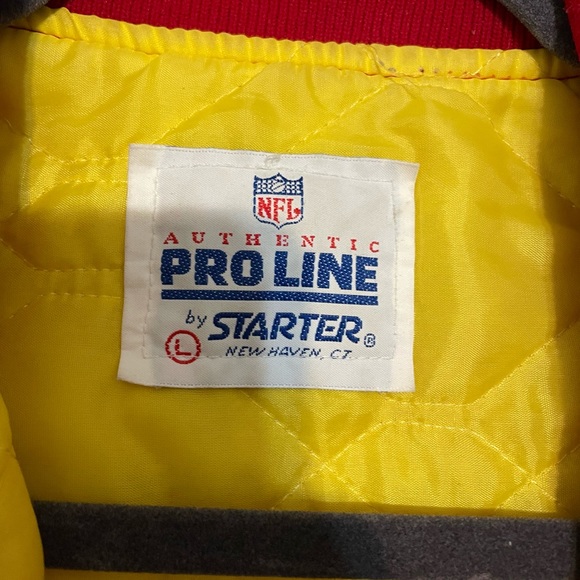 NFL
AUTHENTIC
PRO LINE
by STARTER®
L
NEW HAVEN, CT